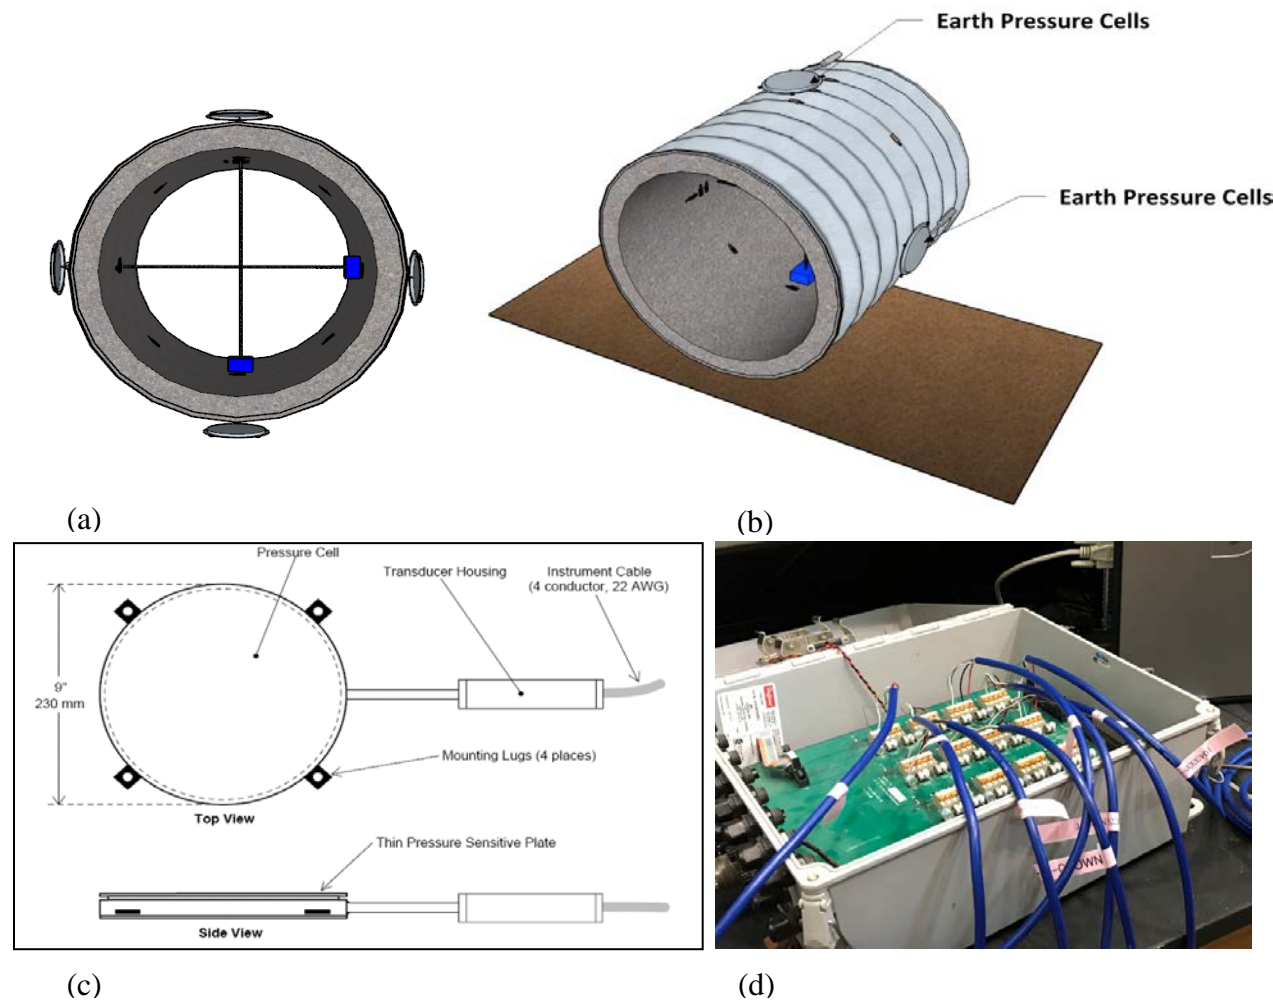 Earth Pressure Cells
Earth Pressure Cells
(a)
(b)
Pressure Cell
Transducer Housing
Instrument Cable
(4 conductor, 22 AWG)
9"
230 mm
Mounting Lugs (4 places)
Top View
Thin Pressure Sensitive Plate
Side View
(c)
(d)